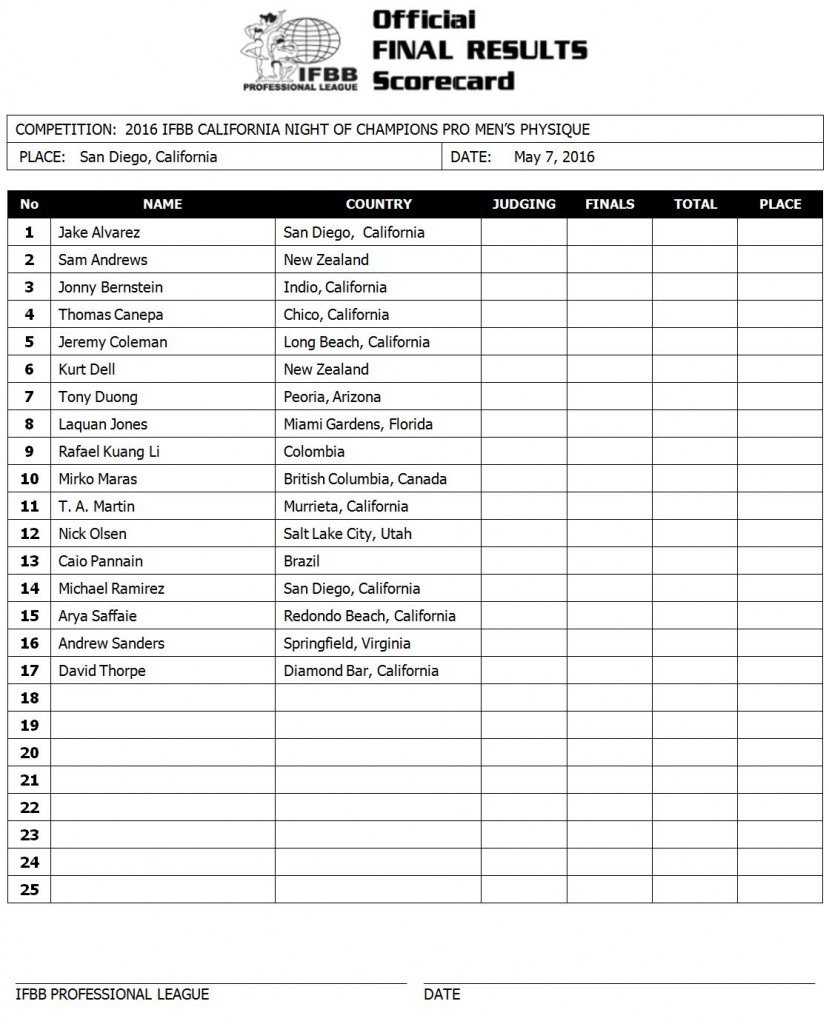 Official
FINAL RESULTS
Scorecard
IFBB
PROFESSIONAL LEAGUE
COMPETITION: 2016 IFBB CALIFORNIA NIGHT OF CHAMPIONS PRO MEN'S PHYSIQUE
PLACE: San Diego, California DATE: May 7, 2016
No NAME COUNTRY JUDGING FINALS TOTAL PLACE
1 Jake Alvarez San Diego, California
2 Sam Andrews New Zealand
3 Jonny Bernstein Indio, California
4 Thomas Canepa Chico, California
5 Jeremy Coleman Long Beach, California
6 Kurt Dell New Zealand
7 Tony Duong Peoria, Arizona
8 Laquan Jones Miami Gardens, Florida
9 Rafael Kuang Li Colombia
10 Mirko Maras British Columbia, Canada
11 T. A. Martin Murrieta, California
12 Nick Olsen Salt Lake City, Utah
13 Caio Pannain Brazil
14 Michael Ramirez San Diego, California
15 Arya Saffaie Redondo Beach, California
16 Andrew Sanders Springfield, Virginia
17 David Thorpe Diamond Bar, California
18
19
20
21
22
23
24
25
IFBB PROFESSIONAL LEAGUE DATE